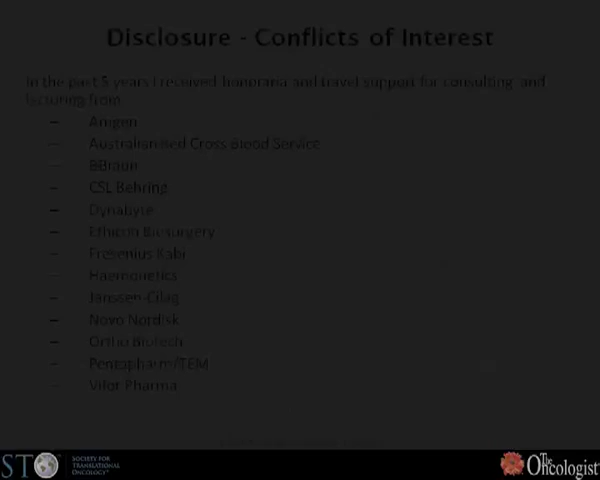 Disclosure - Conflicts of Interest
In the past 5 years I received honoraria and travel support for consulting and
lecturing from
– Amgen
– Australian Red Cross Blood Service
– BBraun
– CSL Behring
– Dynabyte
– Ethicon Biosurgery
– Fresenius Kabi
– Haemonetics
– Janssen-Cilag
– Novo Nordisk
– Ortho Biotech
– Pentapharm/TEM
– Vifor Pharma
STO
SOCIETY FOR
TRANSLATIONAL
ONCOLOGY
The
Oncologist